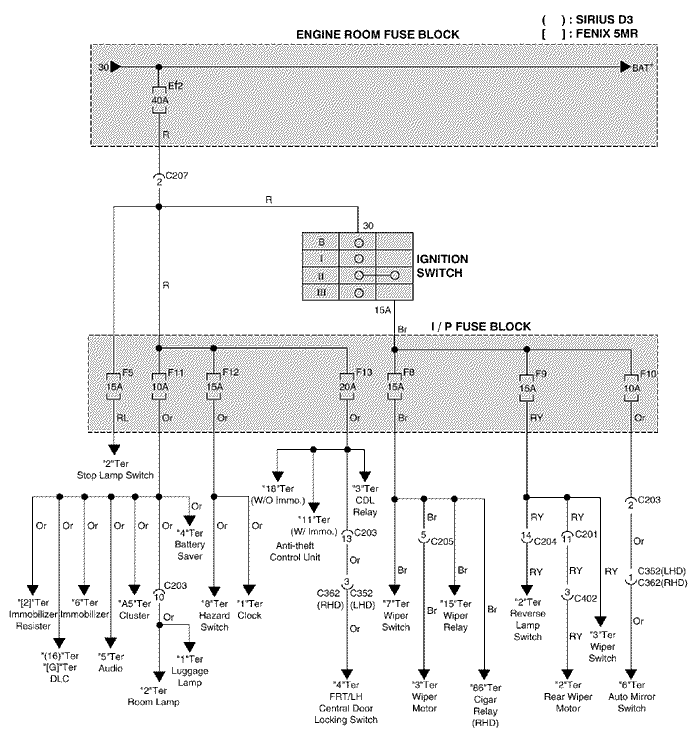 ( ) : SIRIUS D3
ENGINE ROOM FUSE BLOCK
[ ] : FENIX 5MR
30
BAT+
Ef2
40A
R
C207
2
R
30
B
I
II
III
IGNITION
SWITCH
R
15A
Br
I / P FUSE BLOCK
F5
15A
F11
10A
F12
15A
F13
20A
F8
15A
F9
15A
F10
10A
RL
Or
Or
Or
Br
RY
Or
"2"Ter
Stop Lamp Switch
"18"Ter
(W/O Immo.)
"3"Ter
CDL
Relay
"11"Ter
(W/ Immo.)
Anti-theft
Control Unit
C203
13
Or
3
C362
(RHD)
C352
(LHD)
Or
Or Or Or Or Or Or Or
"4"Ter
Battery
Saver
C203
10
Or
Br
5
C205
Br
Br
Br
Br
RY
14
C204
RY
RY
C201
11
RY
3
C402
RY
RY
C203
2
Or
1
C352(LHD)
C362(RHD)
Or
"[2]"Ter
Immobilizer
Resister
"6"Ter
Immobilizer
"A5"Ter
Cluster
"8"Ter
Hazard
Switch
"1"Ter
Clock
"7"Ter
Wiper
Switch
"15"Ter
Wiper
Relay
"2"Ter
Reverse
Lamp
Switch
"3"Ter
Wiper
Switch
"(16)"Ter
"[G]"Ter
DLC
"5"Ter
Audio
"1"Ter
Luggage
Lamp
"2"Ter
Room Lamp
"4"Ter
FRT/LH
Central Door
Locking Switch
"3"Ter
Wiper
Motor
"86"Ter
Cigar
Relay
(RHD)
"2"Ter
Rear Wiper
Motor
"6"Ter
Auto Mirror
Switch